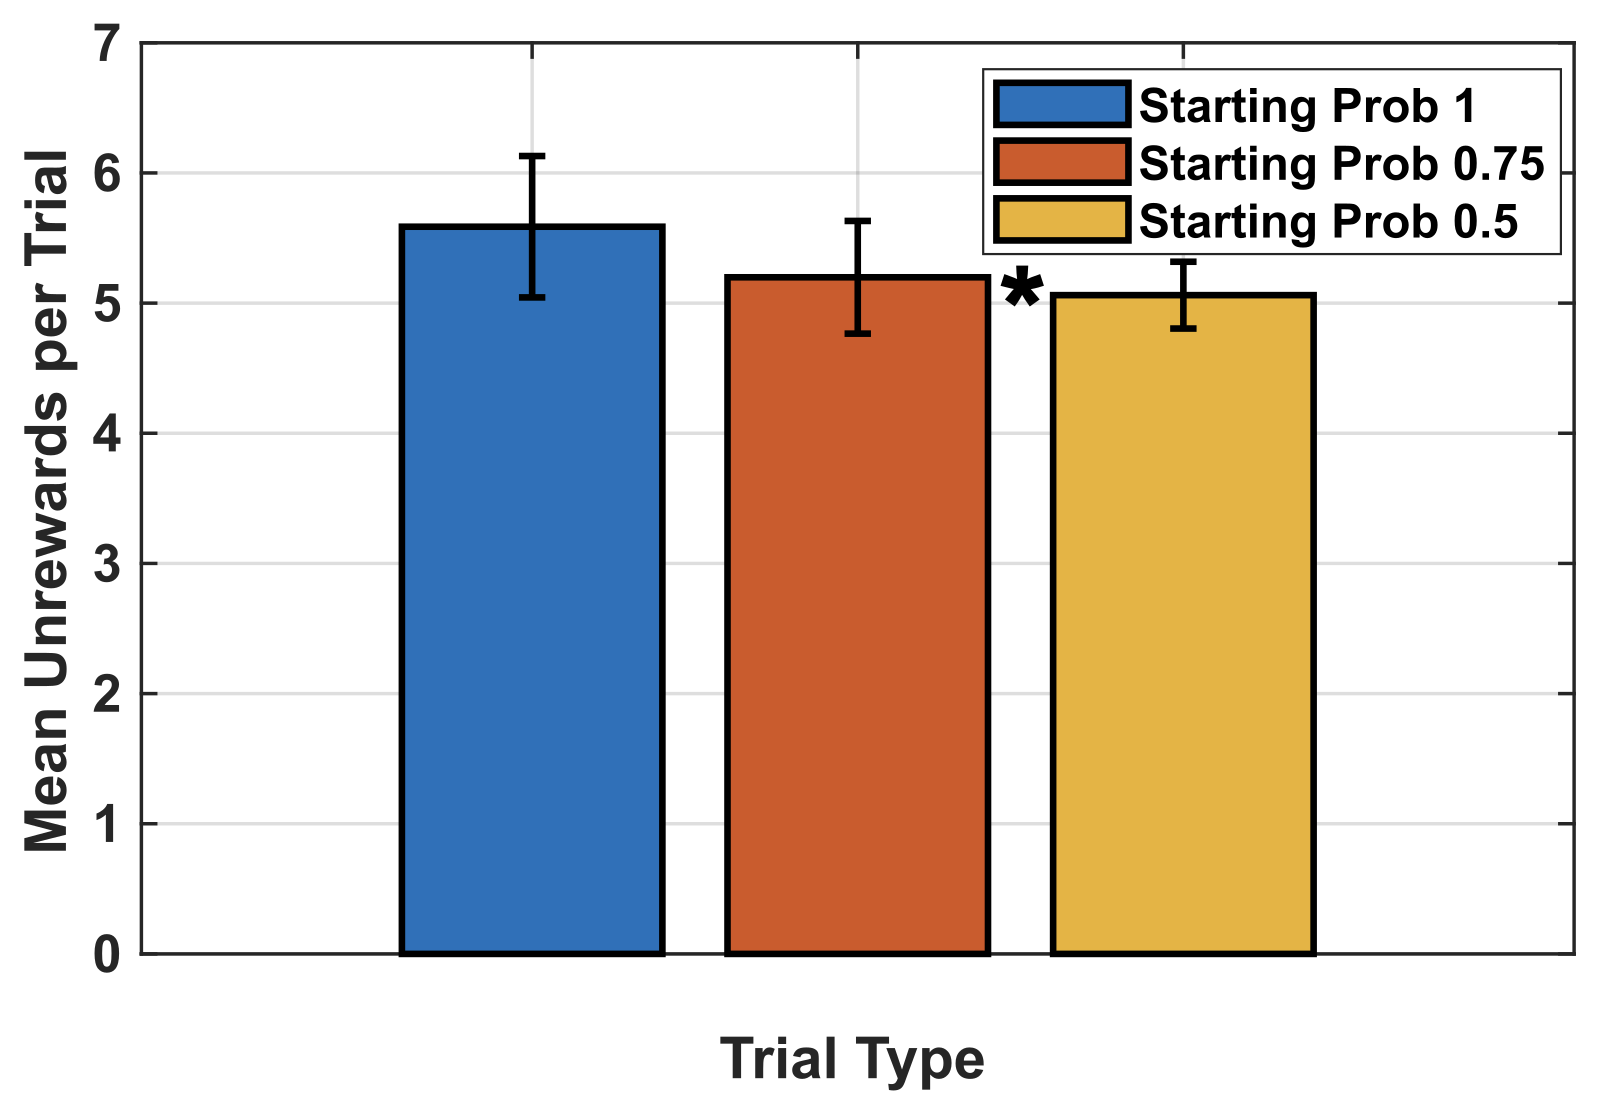 Mean Unrewards per Trial
7
6
5
4
3
2
1
0
Starting Prob 1
Starting Prob 0.75
Starting Prob 0.5
*
Trial Type